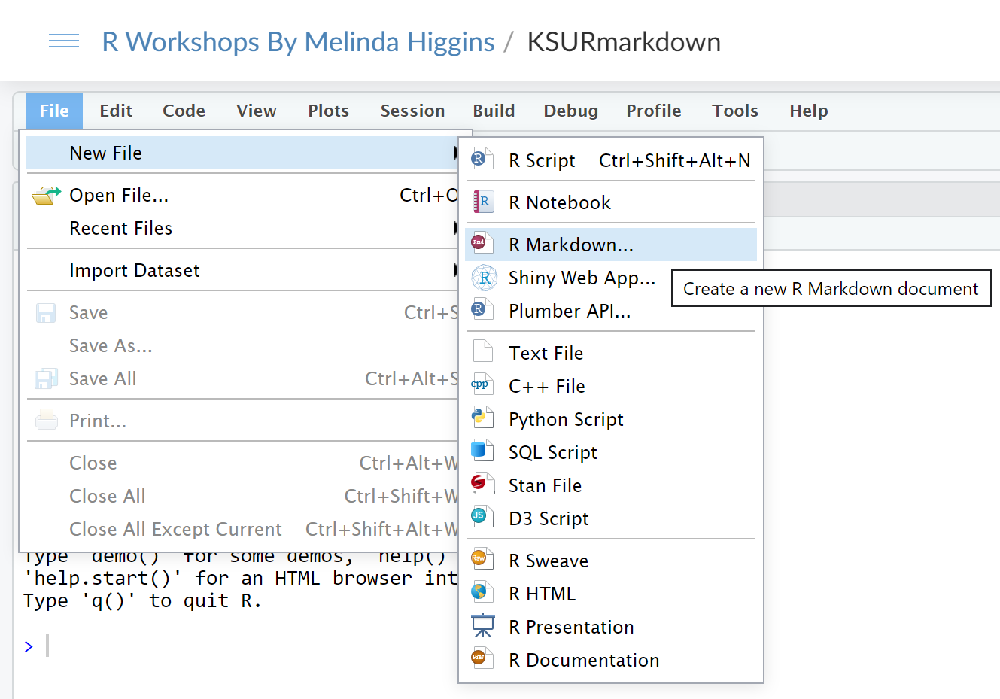 R Workshops By Melinda Higgins / KSURmarkdown
File Edit Code View Plots Session Build Debug Profile Tools Help
New File
Open File... Ctrl+O
Recent Files
Import Dataset
Save Ctrl+S
Save As...
Save All Ctrl+Alt+S
Print...
Close Ctrl+Alt+W
Close All Ctrl+Shift+W
Close All Except Current Ctrl+Shift+Alt+W
R Script Ctrl+Shift+Alt+N
R Notebook
R Markdown...
Shiny Web App...
Create a new R Markdown document
Plumber API...
Text File
C++ File
Python Script
SQL Script
Stan File
D3 Script
R Sweave
R HTML
R Presentation
R Documentation
Type 'demo()' for some demos, 'help()'
'help.start()' for an HTML browser int
Type 'q()' to quit R.
>